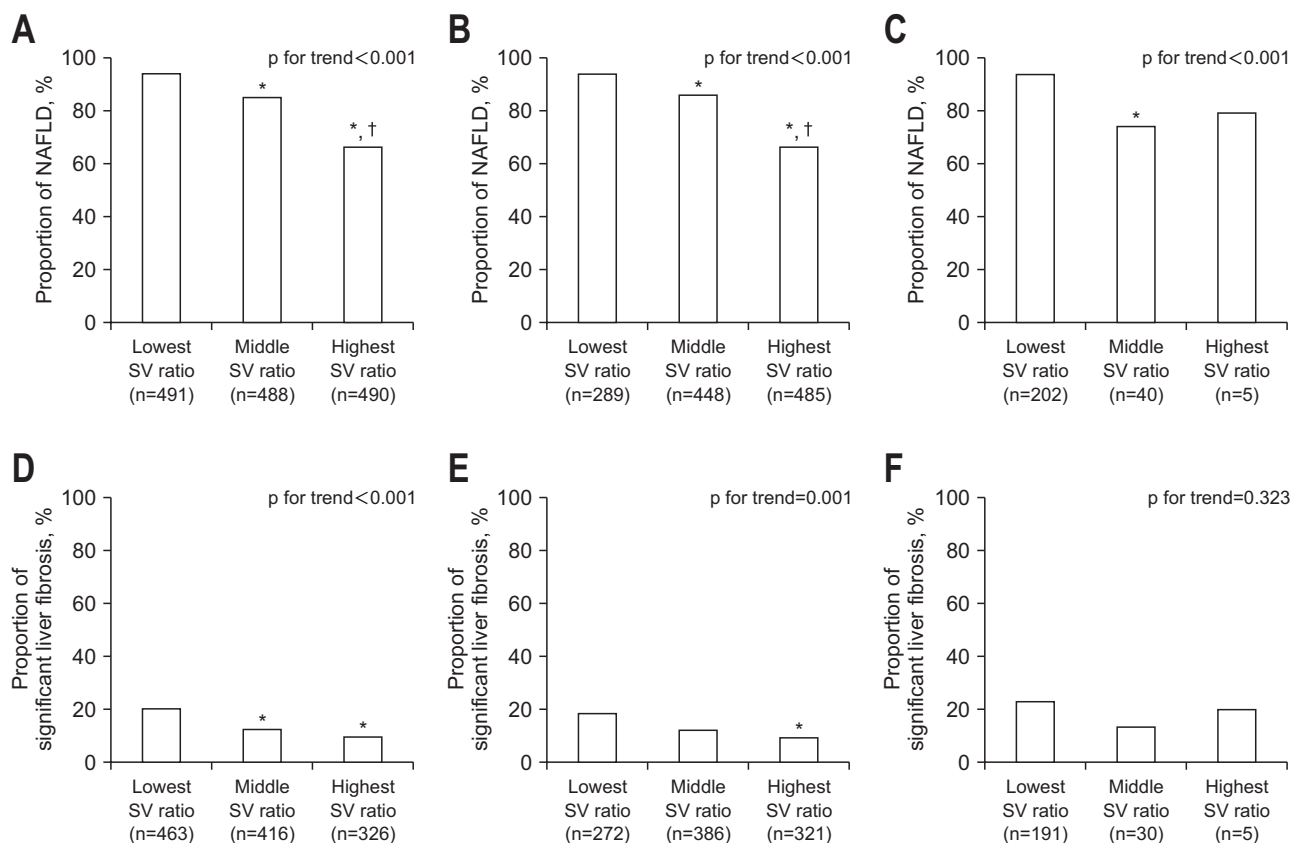 A
p for trend<0.001
Proportion of NAFLD, %
100
80
60
40
20
0
*
*, †
Lowest SV ratio (n=491)
Middle SV ratio (n=488)
Highest SV ratio (n=490)
B
p for trend<0.001
Proportion of NAFLD, %
100
80
60
40
20
0
*
*, †
Lowest SV ratio (n=289)
Middle SV ratio (n=448)
Highest SV ratio (n=485)
C
p for trend<0.001
Proportion of NAFLD, %
100
80
60
40
20
0
*
Lowest SV ratio (n=202)
Middle SV ratio (n=40)
Highest SV ratio (n=5)
D
p for trend<0.001
Proportion of
significant liver fibrosis, %
100
80
60
40
20
0
*
*
Lowest SV ratio (n=463)
Middle SV ratio (n=416)
Highest SV ratio (n=326)
E
p for trend=0.001
Proportion of
significant liver fibrosis, %
100
80
60
40
20
0
*
Lowest SV ratio (n=272)
Middle SV ratio (n=386)
Highest SV ratio (n=321)
F
p for trend=0.323
Proportion of
significant liver fibrosis, %
100
80
60
40
20
0
Lowest SV ratio (n=191)
Middle SV ratio (n=30)
Highest SV ratio (n=5)